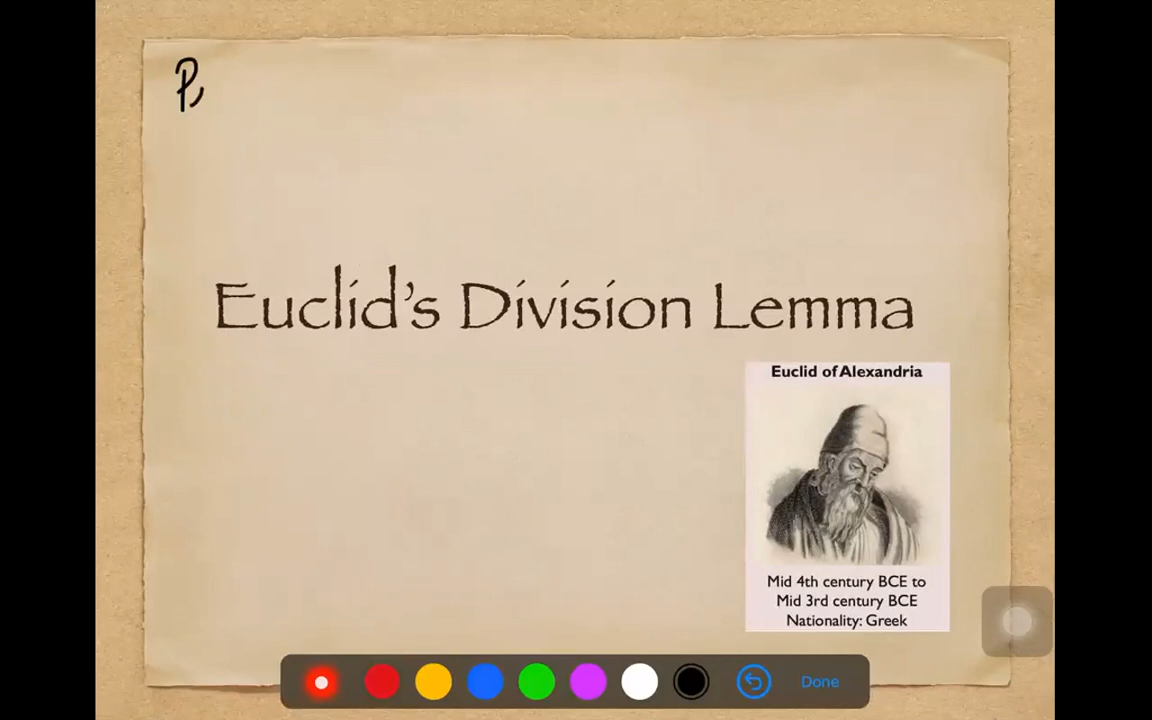 Euclid's Division Lemma
Euclid of Alexandria
Mid 4th century BCE to
Mid 3rd century BCE
Nationality: Greek
Done